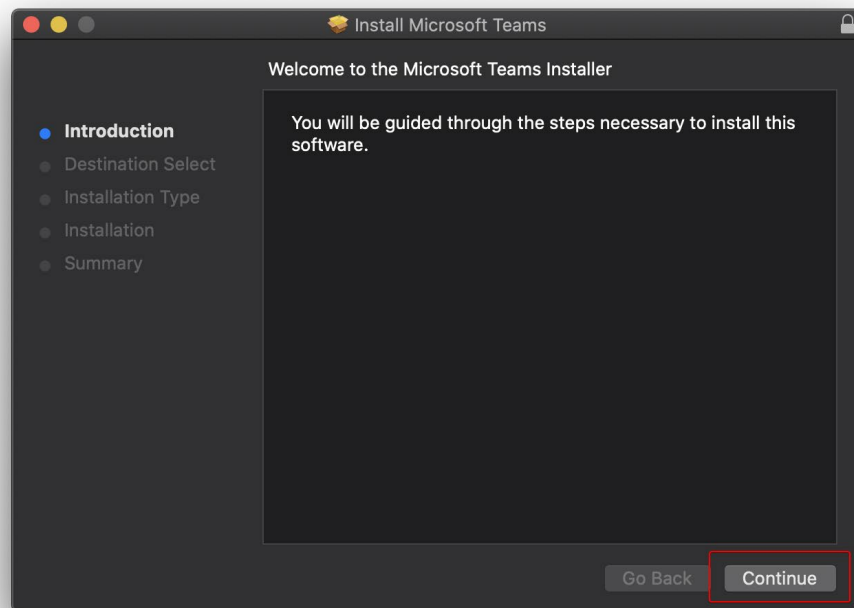 Install Microsoft Teams
Welcome to the Microsoft Teams Installer
Introduction
Destination Select
Installation Type
Installation
Summary
You will be guided through the steps necessary to install this
software.
Go Back
Continue